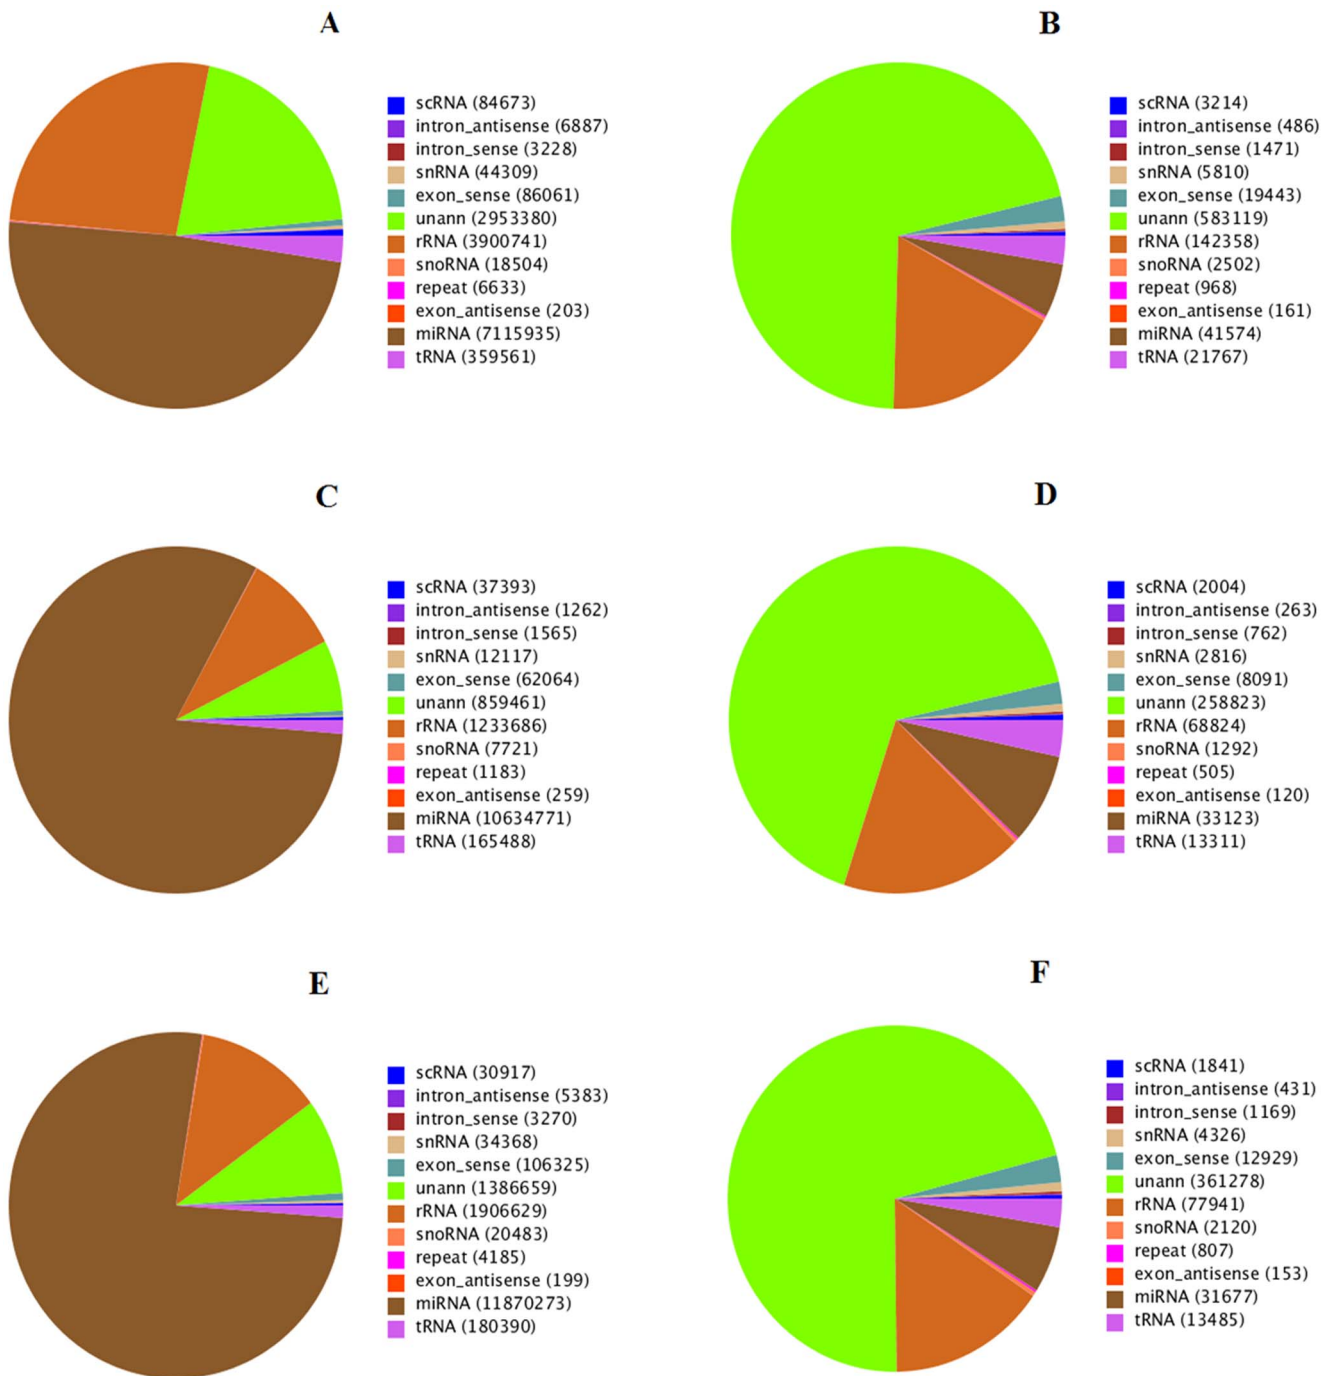 A
scRNA (84673)
intron_antisense (6887)
intron_sense (3228)
snRNA (44309)
exon_sense (86061)
unann (2953380)
rRNA (3900741)
snoRNA (18504)
repeat (6633)
exon_antisense (203)
miRNA (7115935)
tRNA (359561)
B
scRNA (3214)
intron_antisense (486)
intron_sense (1471)
snRNA (5810)
exon_sense (19443)
unann (583119)
rRNA (142358)
snoRNA (2502)
repeat (968)
exon_antisense (161)
miRNA (41574)
tRNA (21767)
C
scRNA (37393)
intron_antisense (1262)
intron_sense (1565)
snRNA (12117)
exon_sense (62064)
unann (859461)
rRNA (1233686)
snoRNA (7721)
repeat (1183)
exon_antisense (259)
miRNA (10634771)
tRNA (165488)
D
scRNA (2004)
intron_antisense (263)
intron_sense (762)
snRNA (2816)
exon_sense (8091)
unann (258823)
rRNA (68824)
snoRNA (1292)
repeat (505)
exon_antisense (120)
miRNA (33123)
tRNA (13311)
E
scRNA (30917)
intron_antisense (5383)
intron_sense (3270)
snRNA (34368)
exon_sense (106325)
unann (1386659)
rRNA (1906629)
snoRNA (20483)
repeat (4185)
exon_antisense (199)
miRNA (11870273)
tRNA (180390)
F
scRNA (1841)
intron_antisense (431)
intron_sense (1169)
snRNA (4326)
exon_sense (12929)
unann (361278)
rRNA (77941)
snoRNA (2120)
repeat (807)
exon_antisense (153)
miRNA (31677)
tRNA (13485)